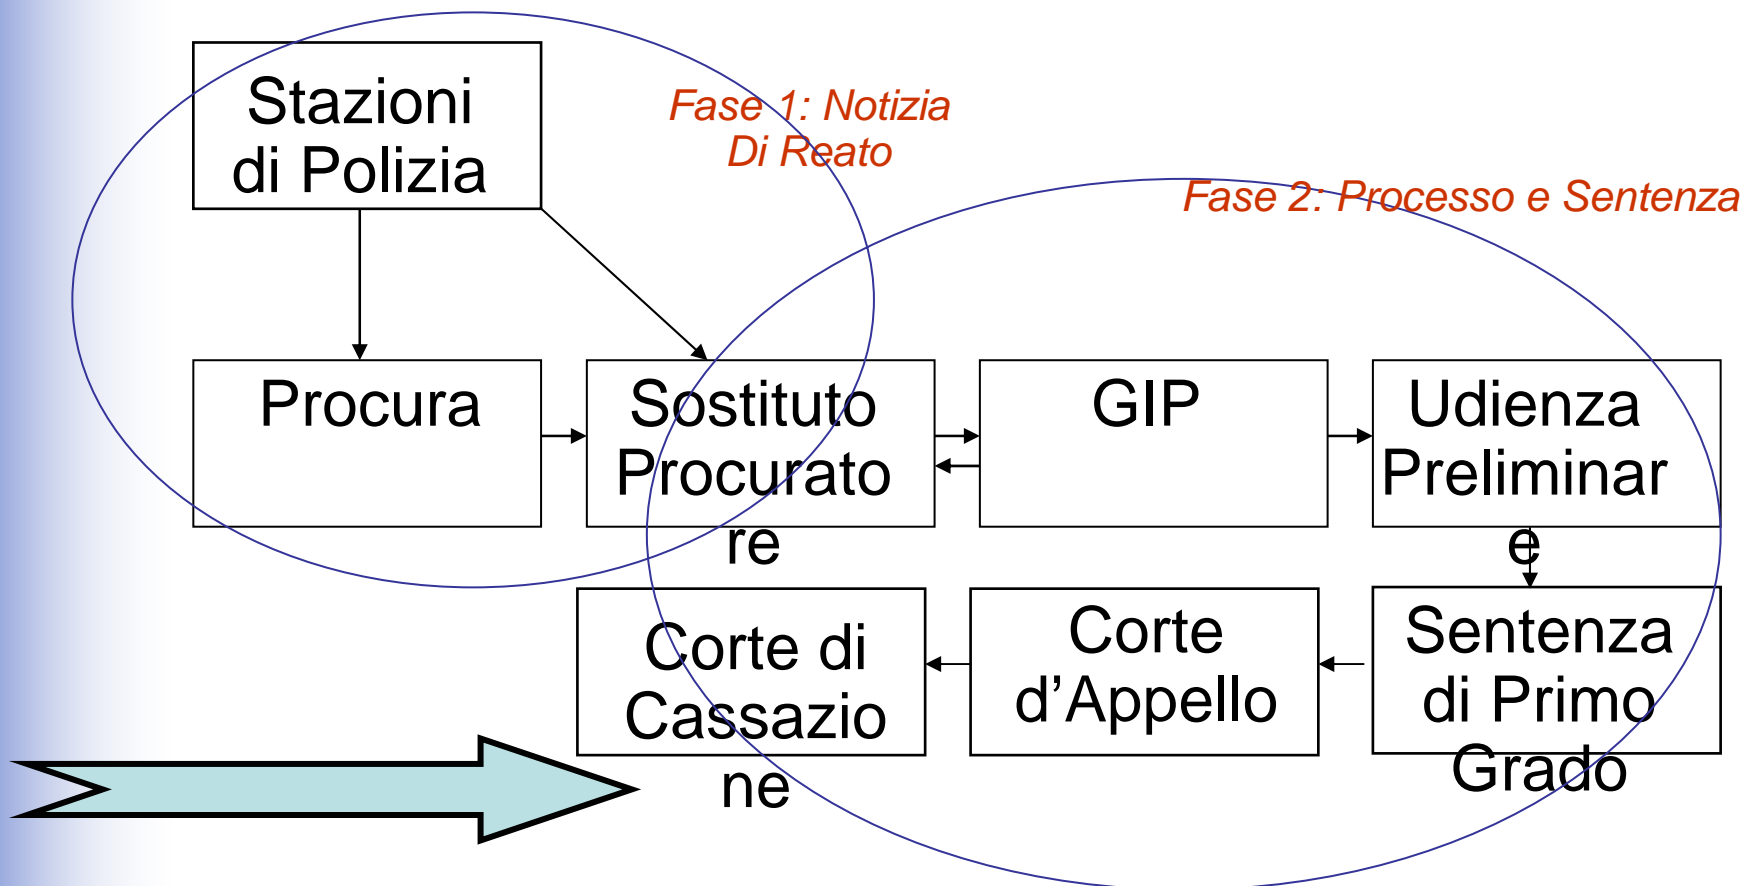 Stazioni
di Polizia
Fase 1: Notizia
Di Reato
Fase 2: Processo e Sentenza
Procura
Sostituto
Procurato
re
GIP
Udienza
Preliminar
e
Corte di
Cassazio
ne
Corte
d’Appello
Sentenza
di Primo
Grado